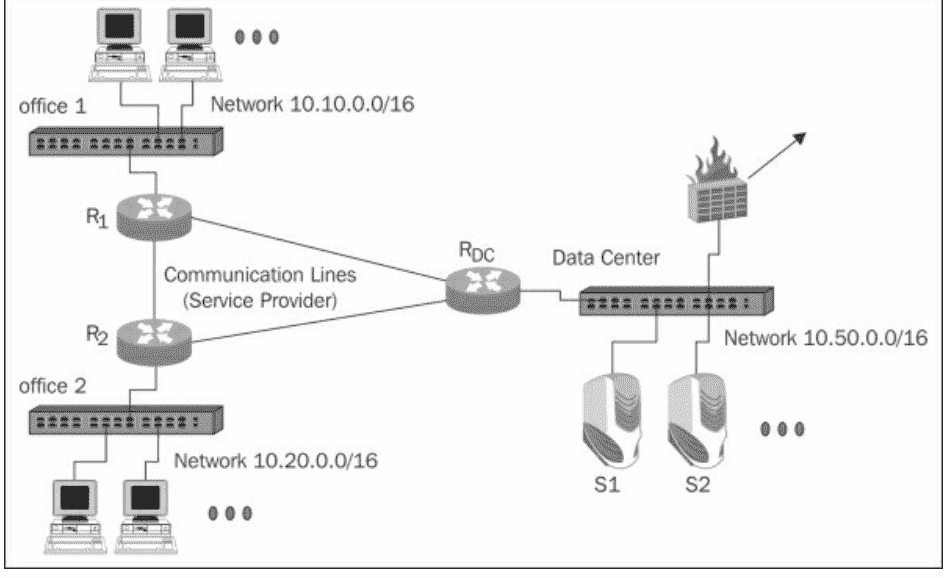 office 1
Network 10.10.0.0/16
R1
RDC
Data Center
Communication Lines
(Service Provider)
R2
Network 10.50.0.0/16
office 2
Network 10.20.0.0/16
S1
S2